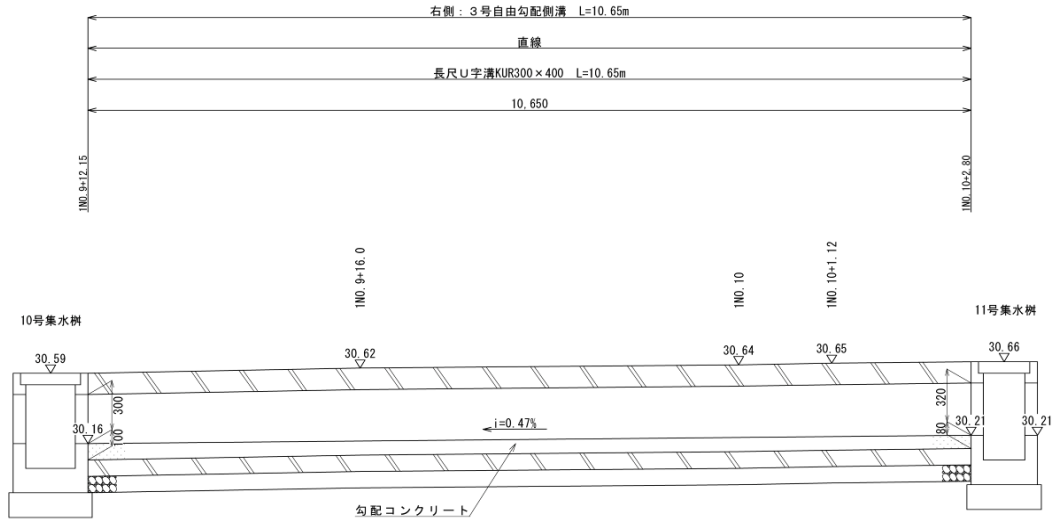 右側：３号自由勾配側溝 L=10.65m
直線
長尺Ｕ字溝KUR300×400 L=10.65m
10,650
1NO.9+12.15
1NO.10+2.80
1NO.9+16.0
1NO.10
1NO.10+1.12
10号集水桝
11号集水桝
30.59
30.62
30.64
30.65
30.66
300
100
30.16
i=0.47%
320
80
30.21
30.21
勾配コンクリート